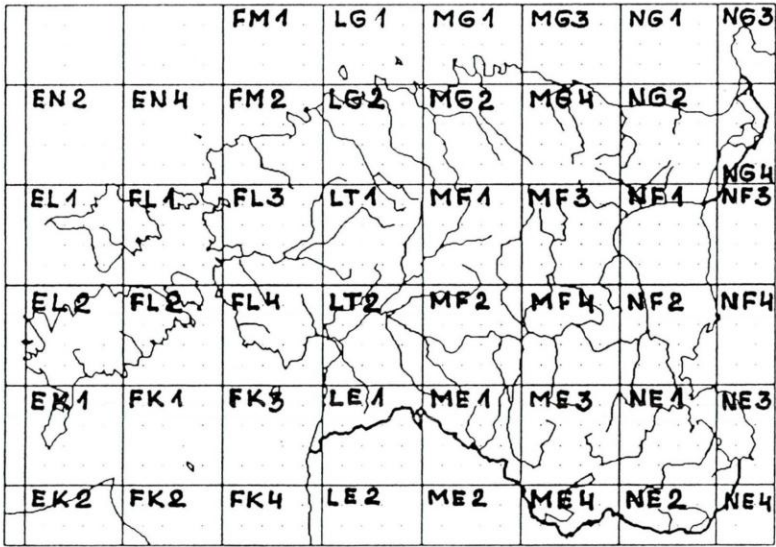 FM1 LG1 MG1 MG3 NG1 NG3
EN2 EN4 FM2 LG2 MG2 MG4 NG2
NG4
EL1 FL1 FL3 LT1 MF1 MF3 NF1 NF3
EL2 FL2 FL4 LT2 MF2 MF4 NF2 NF4
EK1 FK1 FK3 LE1 ME1 ME3 NE1 NE3
EK2 FK2 FK4 LE2 ME2 ME4 NE2 NE4